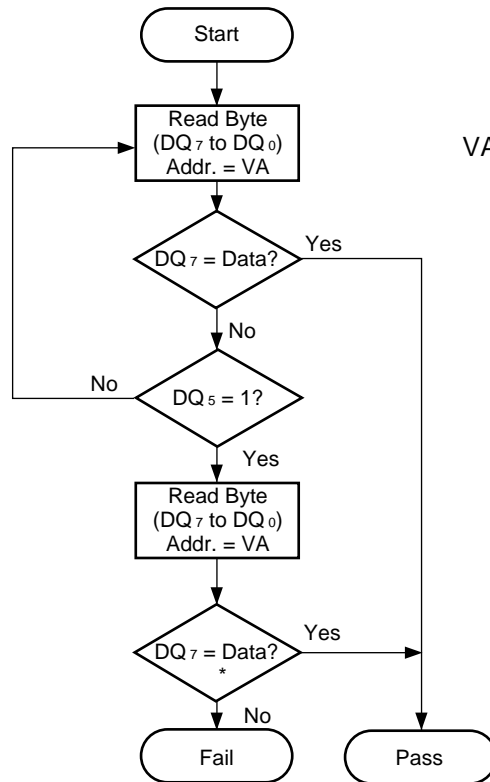 Start
Read Byte
(DQ7 to DQ0)
Addr. = VA
VA
DQ7 = Data?
Yes
No
DQ5 = 1?
No
Yes
Read Byte
(DQ7 to DQ0)
Addr. = VA
DQ7 = Data?
*
Yes
No
Fail
Pass